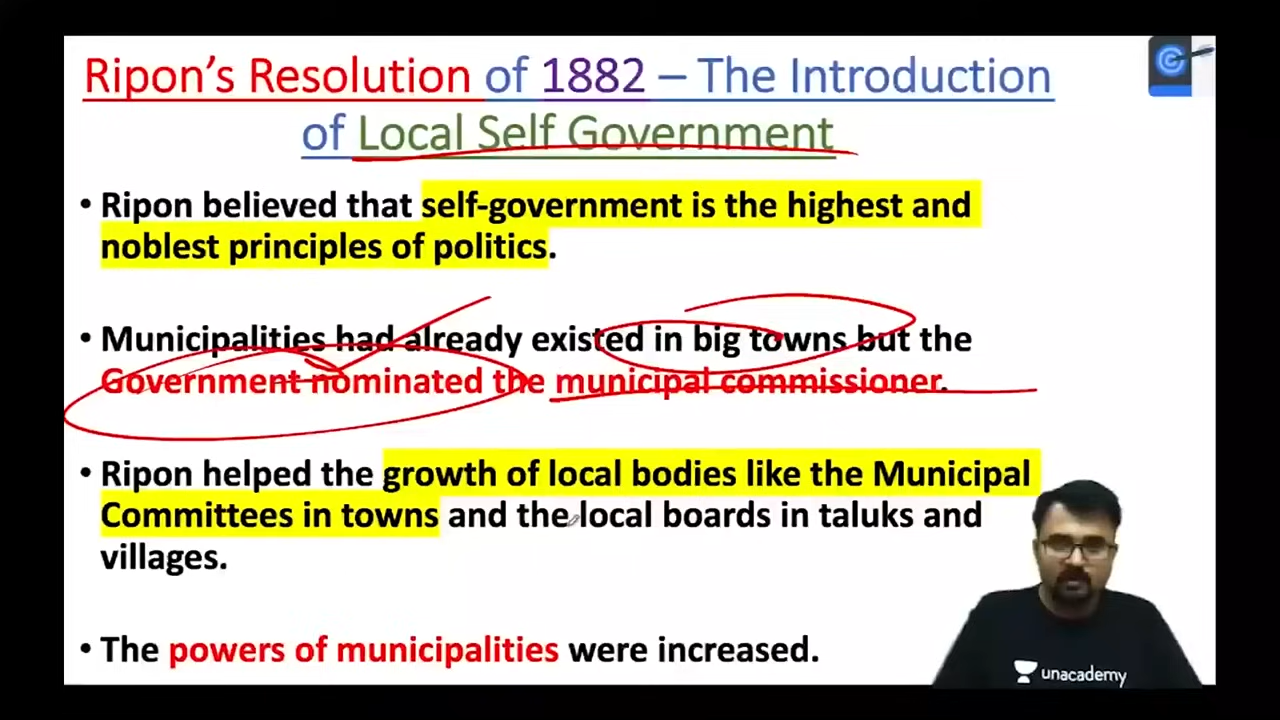 Ripon's Resolution of 1882 – The Introduction
of Local Self Government
• Ripon believed that self-government is the highest and
noblest principles of politics.
• Municipalities had already existed in big towns but the
Government nominated the municipal commissioner.
• Ripon helped the growth of local bodies like the Municipal
Committees in towns and the local boards in taluks and
villages.
• The powers of municipalities were increased.
unacademy